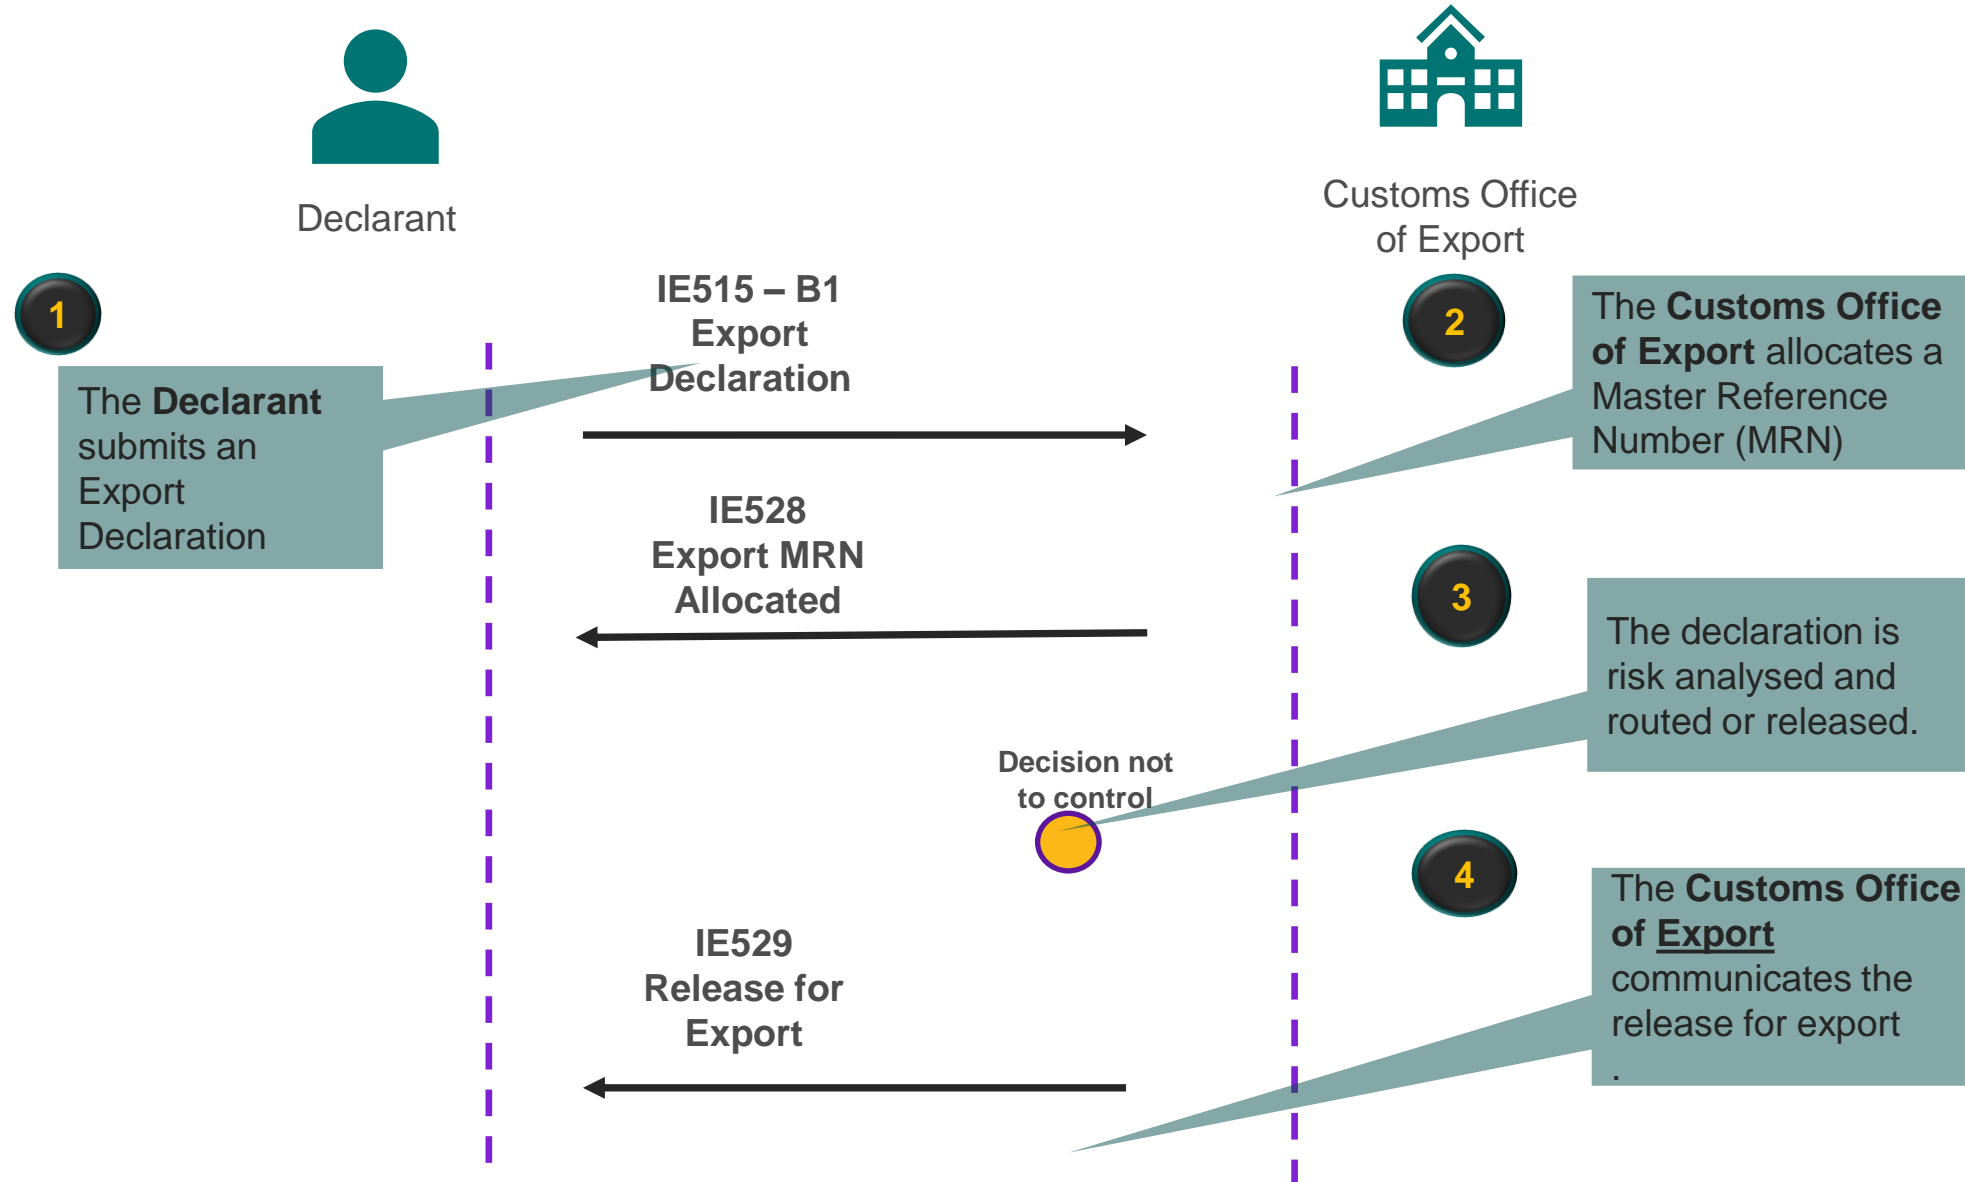 Declarant
Customs Office
of Export
1
The Declarant
submits an
Export
Declaration
IE515 – B1
Export
Declaration
2
The Customs Office
of Export allocates a
Master Reference
Number (MRN)
IE528
Export MRN
Allocated
3
The declaration is
risk analysed and
routed or released.
Decision not
to control
4
The Customs Office
of Export
communicates the
release for export
.
IE529
Release for
Export